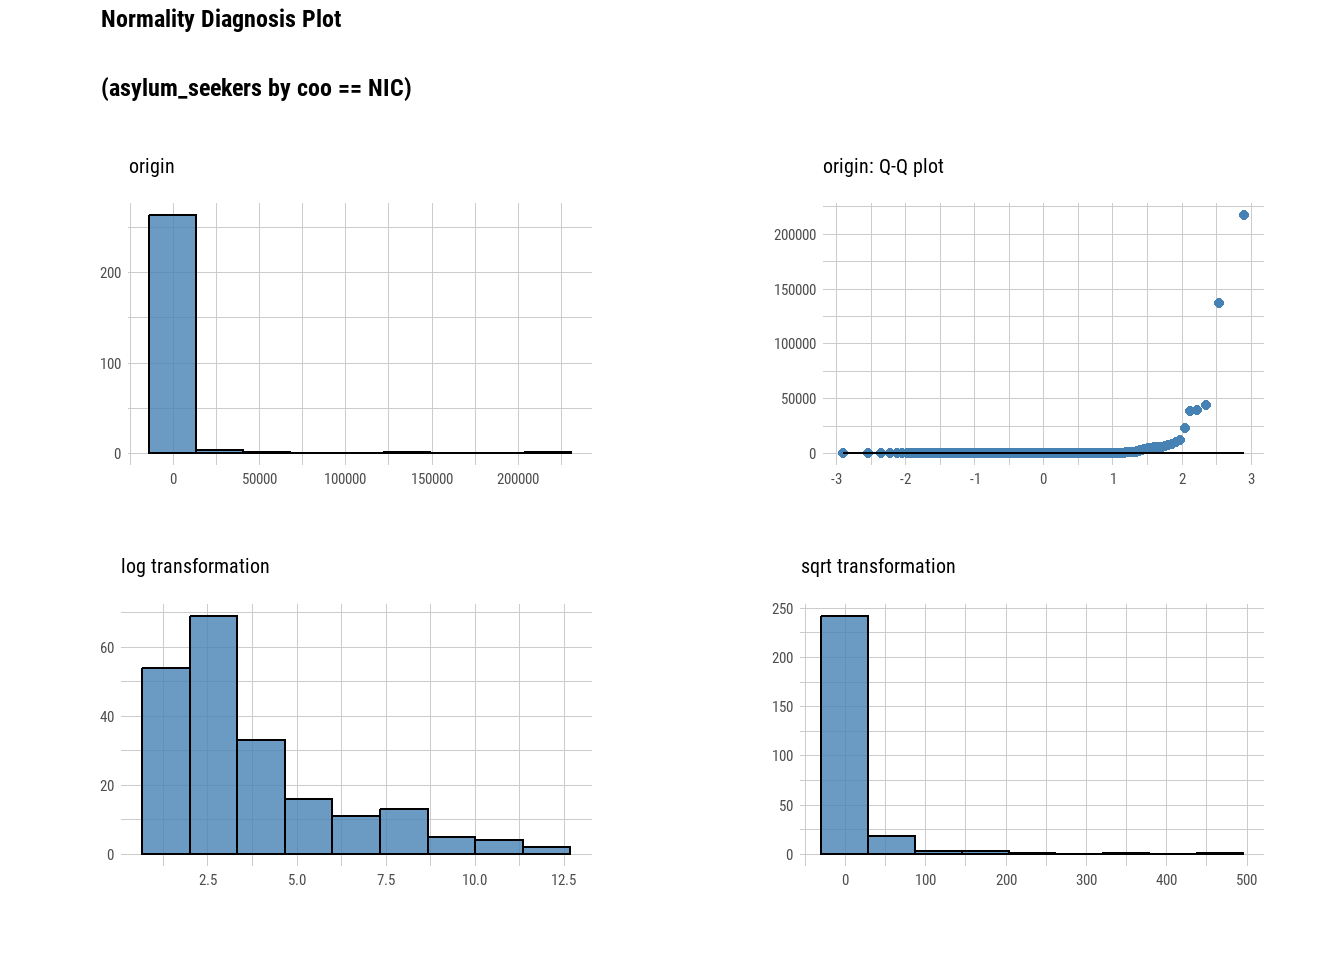 Normality Diagnosis Plot
(asylum_seekers by coo == NIC)
origin
200
100
0
0 50000 100000 150000 200000
origin: Q-Q plot
200000
150000
100000
50000
0
-3 -2 -1 0 1 2 3
log transformation
60
40
20
0
2.5 5.0 7.5 10.0 12.5
sqrt transformation
250
200
150
100
50
0
0 100 200 300 400 500